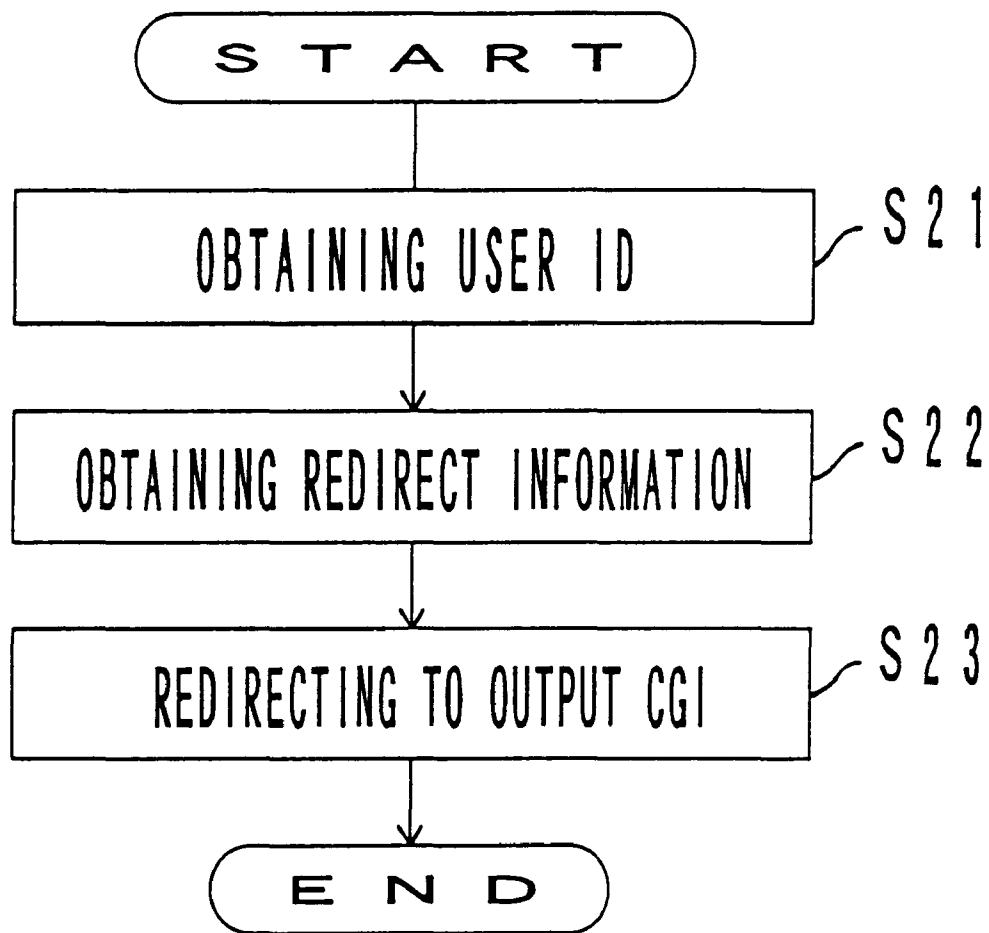 START
OBTAINING USER ID
S21
OBTAINING REDIRECT INFORMATION
S22
REDIRECTING TO OUTPUT CGI
S23
END